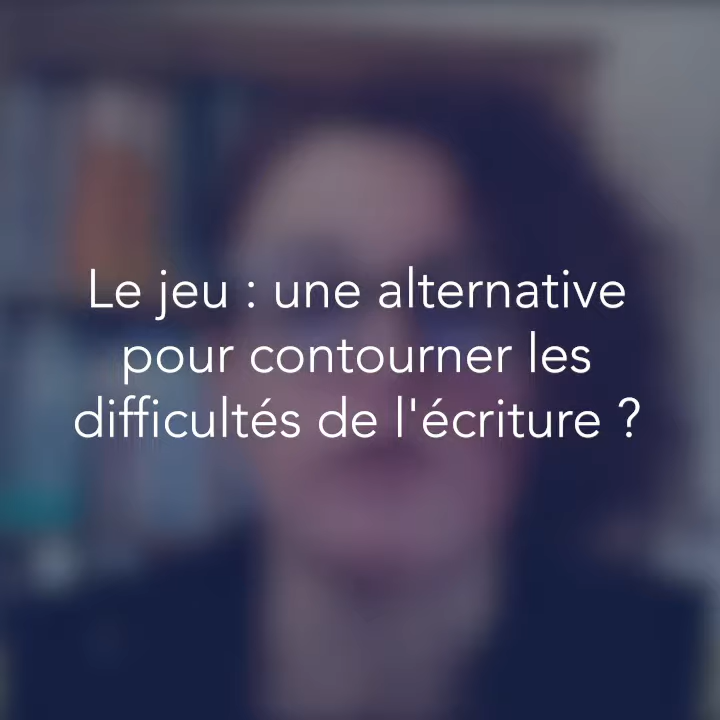 Le jeu : une alternative
pour contourner les
difficultés de l'écriture ?